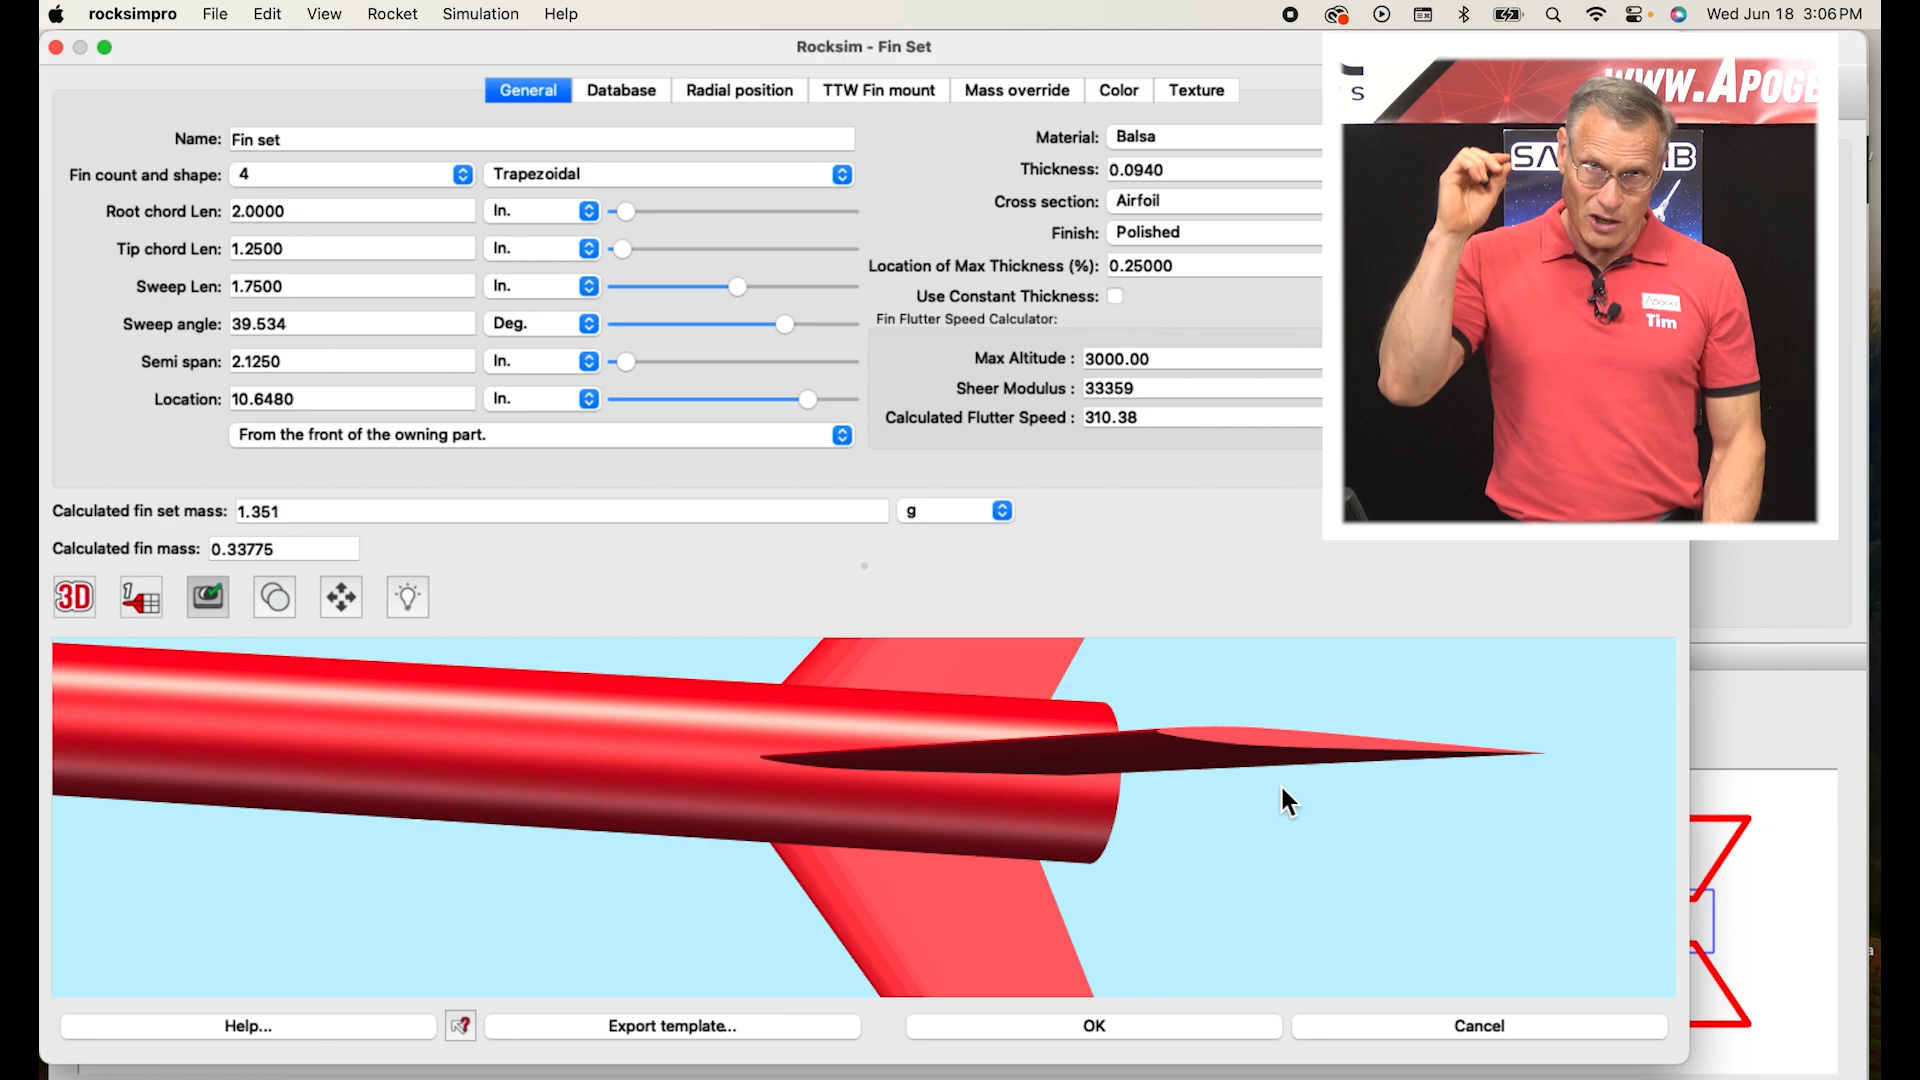 rocksimpro File Edit View Rocket Simulation Help
Wed Jun 18 3:06 PM
Rocksim - Fin Set
General Database Radial position TTW Fin mount Mass override Color Texture
Name: Fin set
Fin count and shape: 4 Trapezoidal
Root chord Len: 2.0000 In.
Tip chord Len: 1.2500 In.
Sweep Len: 1.7500 In.
Sweep angle: 39.534 Deg.
Semi span: 2.1250 In.
Location: 10.6480 In.
From the front of the owning part.
Material: Balsa
Thickness: 0.0940
Cross section: Airfoil
Finish: Polished
Location of Max Thickness (%): 0.25000
Use Constant Thickness:
Fin Flutter Speed Calculator:
Max Altitude : 3000.00
Sheer Modulus : 33359
Calculated Flutter Speed : 310.38
WWW.APOGE
S
SA
IB
Apogee
Tim
Calculated fin set mass: 1.351 g
Calculated fin mass: 0.33775
3D
1
Help...
?
Export template...
OK
Cancel